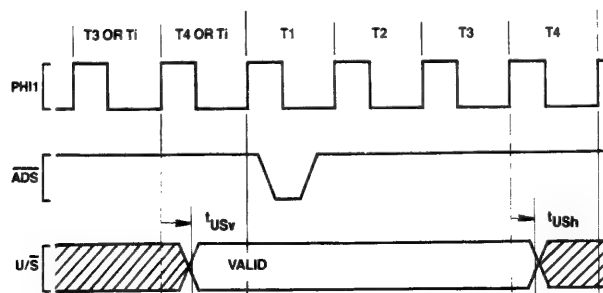 T3 OR Ti T4 OR Ti T1 T2 T3 T4
PHI1
ADS
tUSv tUSh
U/S VALID